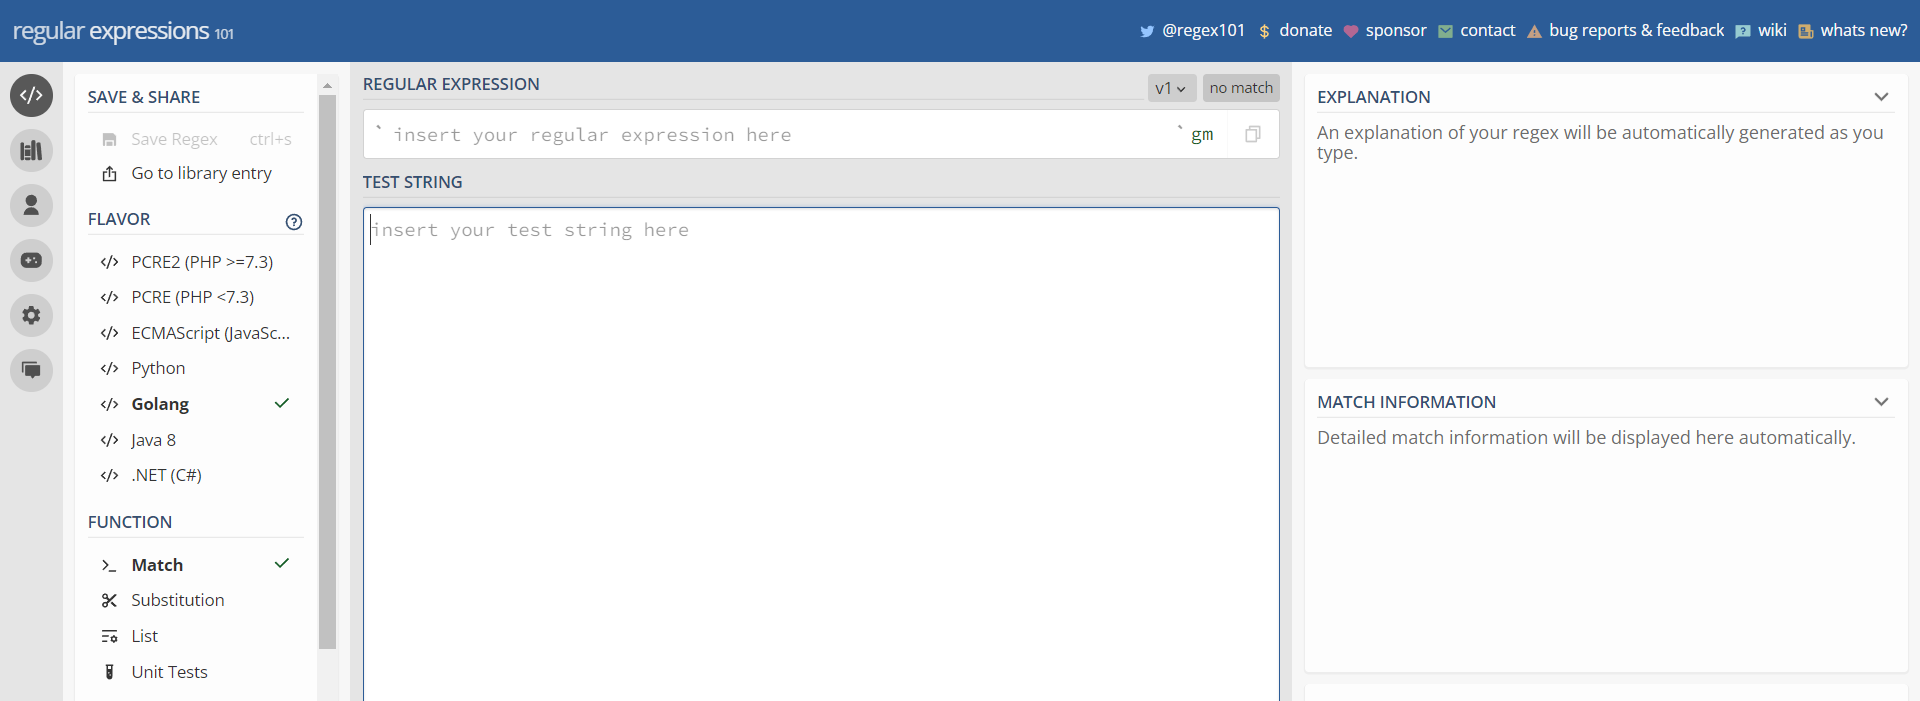 regular expressions 101
@regex101
$ donate
sponsor
contact
bug reports & feedback
wiki
whats new?
SAVE & SHARE
Save Regex ctrl+s
Go to library entry
FLAVOR
PCRE2 (PHP >=7.3)
PCRE (PHP <7.3)
ECMAScript (JavaSc...
Python
Golang
Java 8
.NET (C#)
FUNCTION
Match
Substitution
List
Unit Tests
REGULAR EXPRESSION
v1
no match
` insert your regular expression here ` gm
TEST STRING
insert your test string here
EXPLANATION
An explanation of your regex will be automatically generated as you
type.
MATCH INFORMATION
Detailed match information will be displayed here automatically.